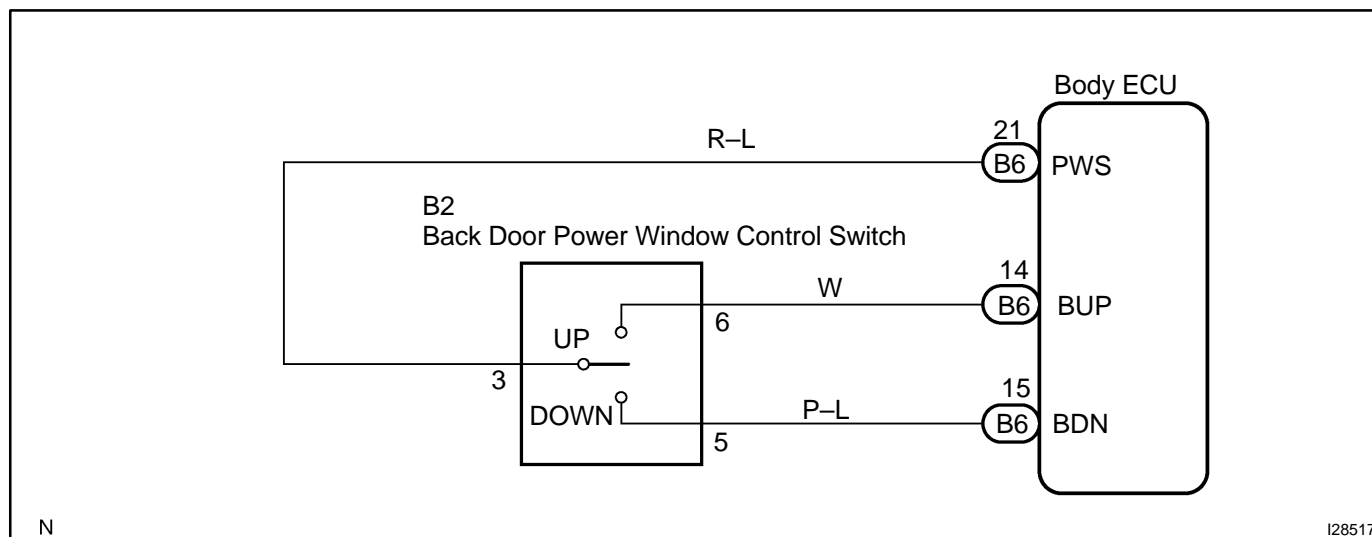 Body ECU
21
R–L
B6
PWS
B2
Back Door Power Window Control Switch
14
W
B6
BUP
6
UP
3
15
P–L
DOWN
B6
BDN
5
N
I28517